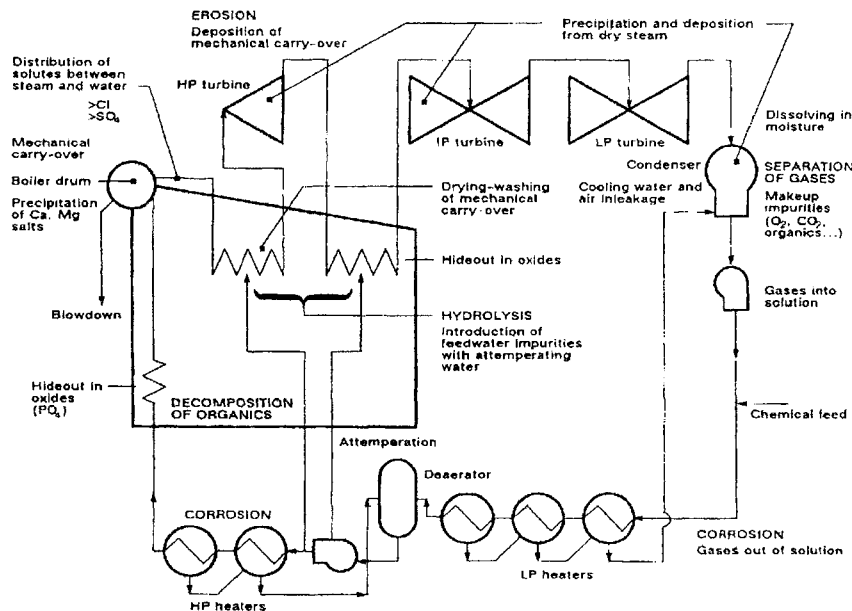 EROSION
Deposition of
mechanical carry-over
Precipitation and deposition
from dry steam
Distribution of
solutes between
steam and water
>Cl
>SO₄
HP turbine
IP turbine
LP turbine
Dissolving in
moisture
Mechanical
carry-over
Boiler drum
Precipitation
of Ca, Mg
salts
Drying-washing
of mechanical
carry-over
Condenser
Cooling water and
air inleakage
SEPARATION
OF GASES
Makeup
impurities
(O₂, CO₂,
organics...)
Hideout in oxides
Gases into
solution
Blowdown
HYDROLYSIS
Introduction of
feedwater impurities
with attemperating
water
Hideout in
oxides
(PO₄)
DECOMPOSITION
OF ORGANICS
Chemical feed
Attemperation
Deaerator
CORROSION
CORROSION
Gases out of solution
LP heaters
HP heaters